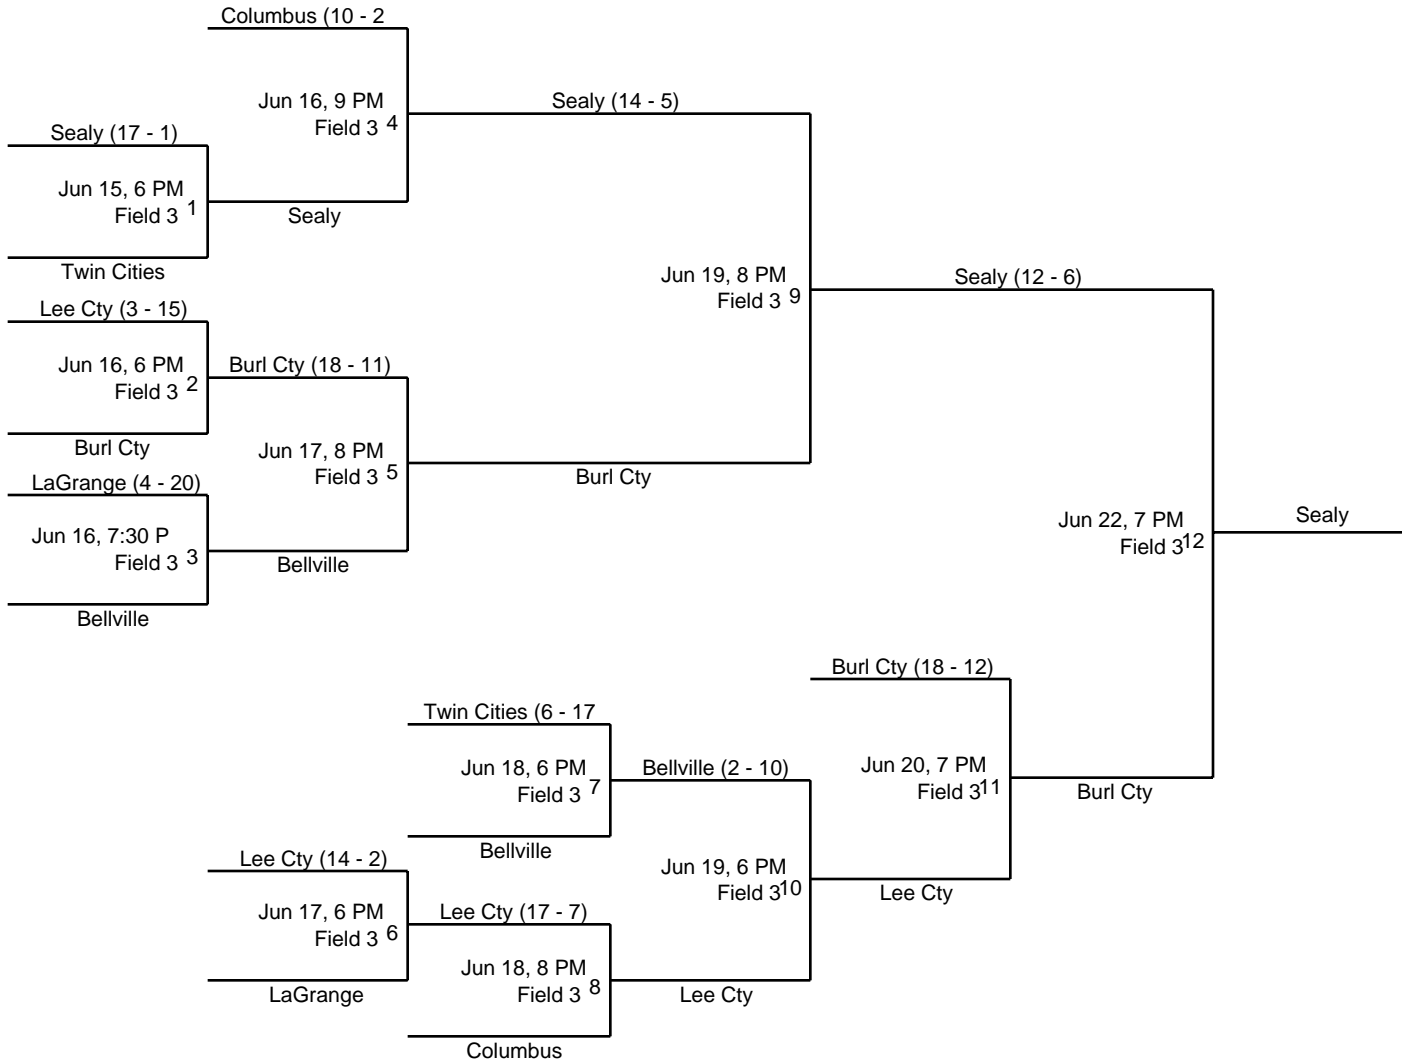 Columbus (10 - 2
Jun 16, 9 PM
Field 3 4
Sealy (14 - 5)
Sealy (17 - 1)
Jun 15, 6 PM
Field 3 1
Sealy
Twin Cities
Jun 19, 8 PM
Field 3 9
Sealy (12 - 6)
Lee Cty (3 - 15)
Jun 16, 6 PM
Field 3 2
Burl Cty (18 - 11)
Burl Cty
Jun 17, 8 PM
Field 3 5
Burl Cty
LaGrange (4 - 20)
Jun 16, 7:30 P
Field 3 3
Bellville
Bellville
Jun 22, 7 PM
Field 3 12
Sealy
Burl Cty (18 - 12)
Twin Cities (6 - 17
Jun 18, 6 PM
Field 3 7
Bellville (2 - 10)
Jun 20, 7 PM
Field 3 11
Burl Cty
Bellville
Lee Cty (14 - 2)
Jun 19, 6 PM
Field 3 10
Lee Cty
Jun 17, 6 PM
Field 3 6
Lee Cty (17 - 7)
Jun 18, 8 PM
Field 3 8
LaGrange
Lee Cty
Columbus